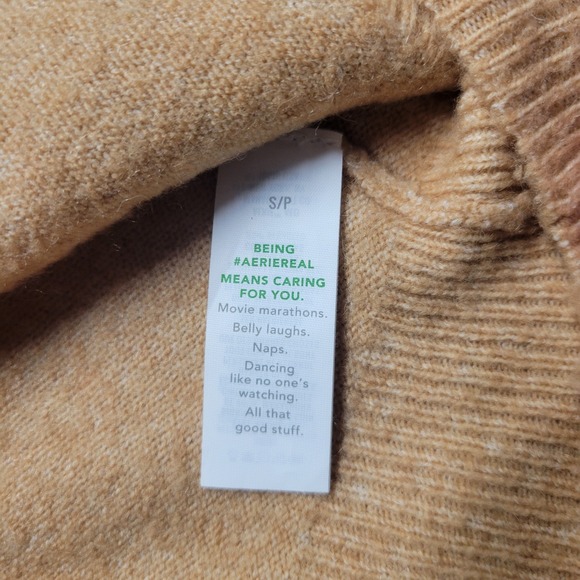 S/P
BEING
#AERIEREAL
MEANS CARING
FOR YOU.
Movie marathons.
Belly laughs.
Naps.
Dancing
like no one's
watching.
All that
good stuff.